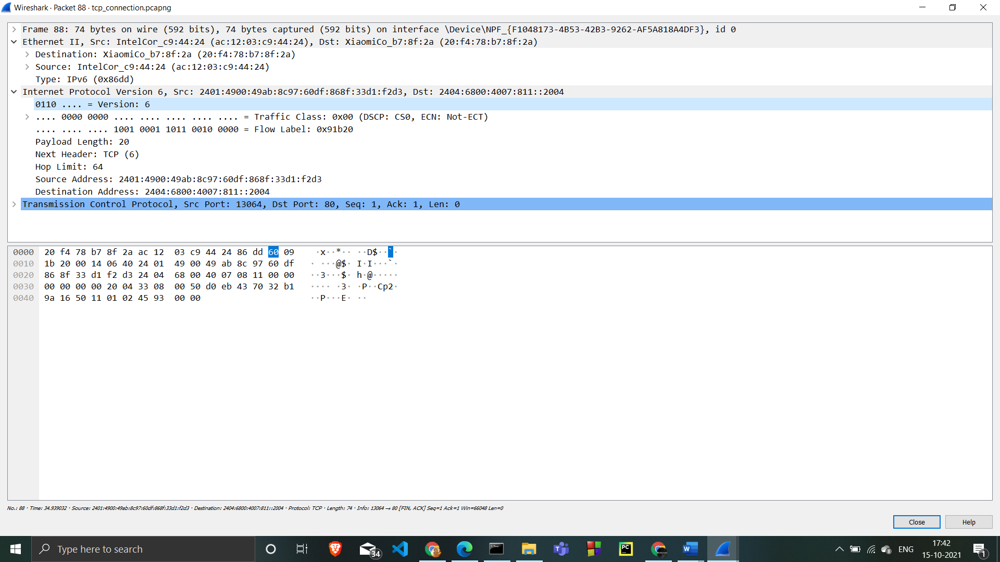 Wireshark · Packet 88 · tcp_connection.pcapng
Frame 88: 74 bytes on wire (592 bits), 74 bytes captured (592 bits) on interface \Device\NPF_{F1048173-4B53-42B3-9262-AF5A818A4DF3}, id 0
Ethernet II, Src: IntelCor_c9:44:24 (ac:12:03:c9:44:24), Dst: XiaomiCo_b7:8f:2a (20:f4:78:b7:8f:2a)
Destination: XiaomiCo_b7:8f:2a (20:f4:78:b7:8f:2a)
Source: IntelCor_c9:44:24 (ac:12:03:c9:44:24)
Type: IPv6 (0x86dd)
Internet Protocol Version 6, Src: 2401:4900:49ab:8c97:60df:868f:33d1:f2d3, Dst: 2404:6800:4007:811::2004
0110 .... = Version: 6
.... 0000 0000 .... .... .... .... .... = Traffic Class: 0x00 (DSCP: CS0, ECN: Not-ECT)
.... .... .... 1001 0001 1011 0010 0000 = Flow Label: 0x91b20
Payload Length: 20
Next Header: TCP (6)
Hop Limit: 64
Source Address: 2401:4900:49ab:8c97:60df:868f:33d1:f2d3
Destination Address: 2404:6800:4007:811::2004
Transmission Control Protocol, Src Port: 13064, Dst Port: 80, Seq: 1, Ack: 1, Len: 0
0000 20 f4 78 b7 8f 2a ac 12 03 c9 44 24 86 dd 60 09 ·x··*·· ··D$··`·
0010 1b 20 00 14 06 40 24 01 49 00 49 ab 8c 97 60 df · ···@$· I·I···`·
0020 86 8f 33 d1 f2 d3 24 04 68 00 40 07 08 11 00 00 ··3···$· h·@·····
0030 00 00 00 00 20 04 33 08 00 50 d0 eb 43 70 32 b1 ···· ·3· ·P··Cp2·
0040 9a 16 50 11 01 02 45 93 00 00 ··P···E· ··
No.: 88 · Time: 34.939032 · Source: 2401:4900:49ab:8c97:60df:868f:33d1:f2d3 · Destination: 2404:6800:4007:811::2004 · Protocol: TCP · Length: 74 · Info: 13064 → 80 [FIN, ACK] Seq=1 Ack=1 Win=66048 Len=0
Close Help
Type here to search
34
PC
ENG
17:42
15-10-2021
1